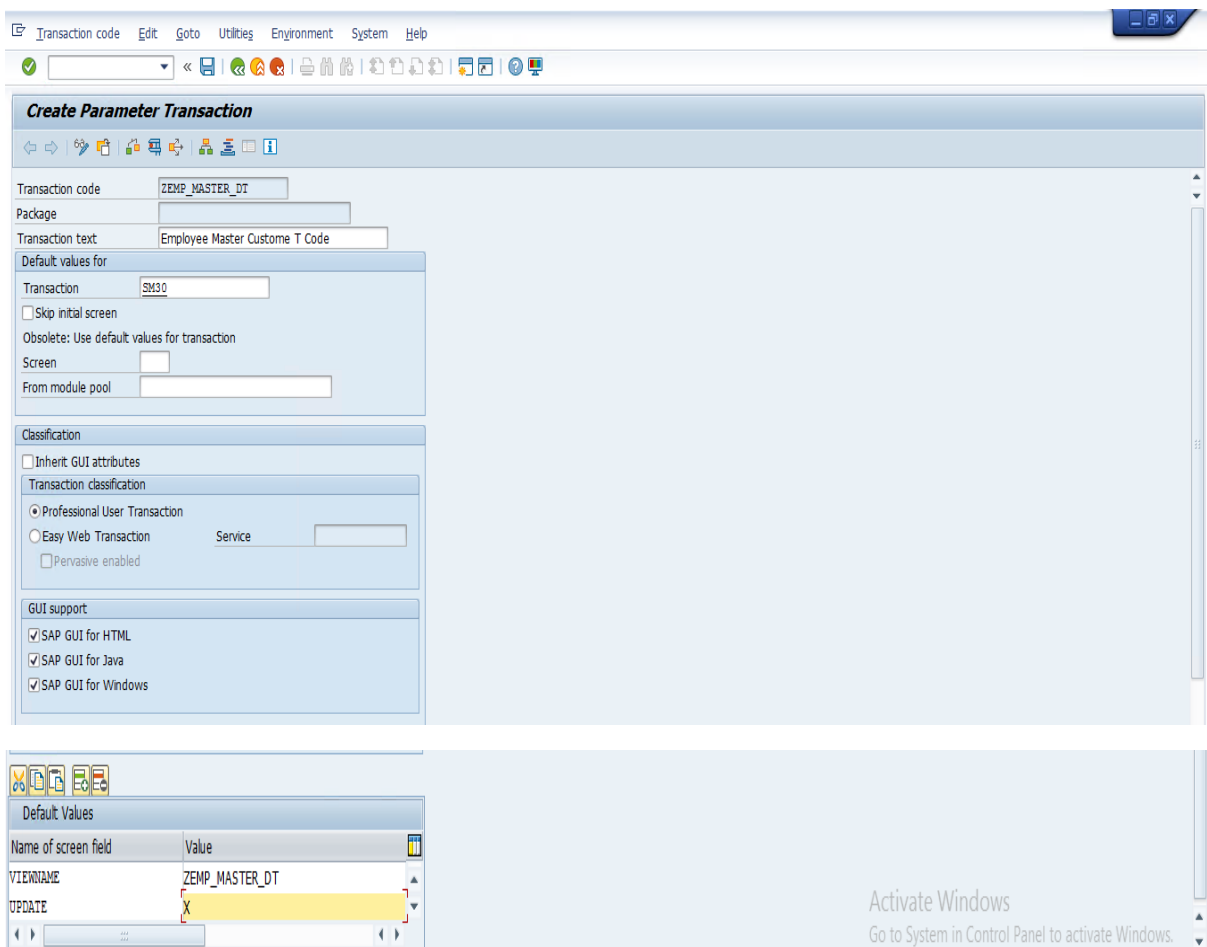 Transaction code Edit Goto Utilities Environment System Help
Create Parameter Transaction
Transaction code ZEMP_MASTER_DT
Package
Transaction text Employee Master Custome T Code
Default values for
Transaction SM30
Skip initial screen
Obsolete: Use default values for transaction
Screen
From module pool
Classification
Inherit GUI attributes
Transaction classification
Professional User Transaction
Easy Web Transaction Service
Pervasive enabled
GUI support
SAP GUI for HTML
SAP GUI for Java
SAP GUI for Windows
Default Values
Name of screen field Value
VIEWNAME ZEMP_MASTER_DT
UPDATE X
Activate Windows
Go to System in Control Panel to activate Windows.